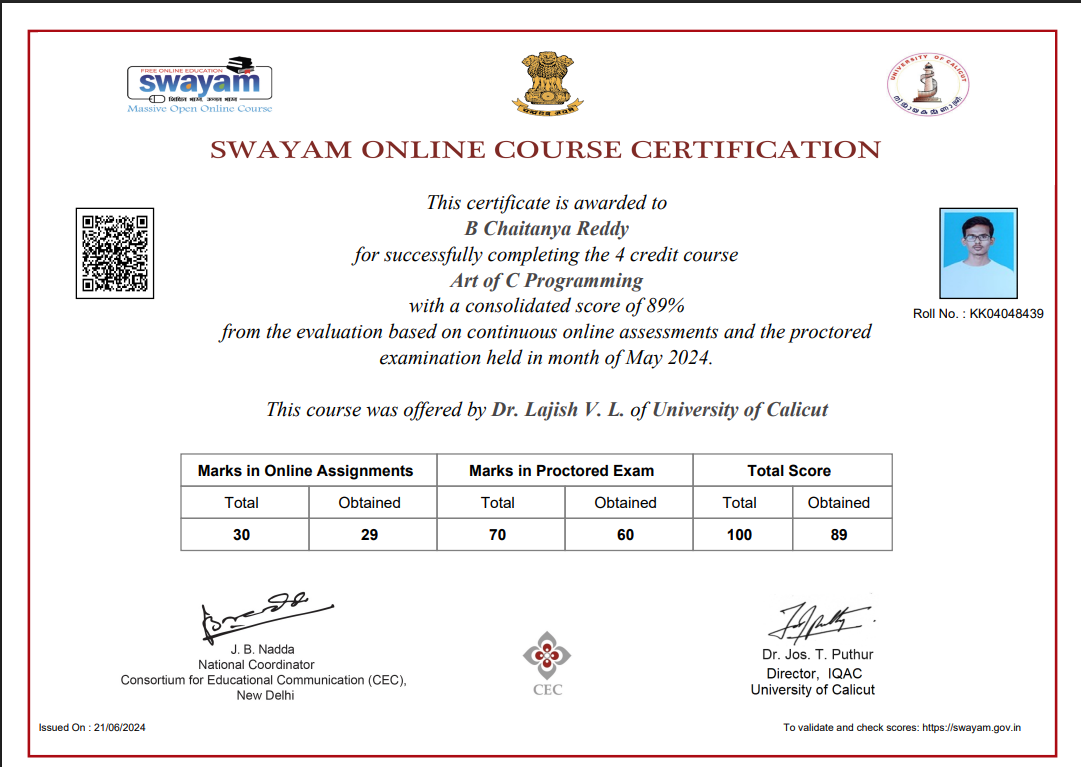 FREE ONLINE EDUCATION
swayam
शिक्षित भारत, उन्नत भारत
Massive Open Online Course
सत्यमेव जयते
UNIVERSITY OF CALICUT
നിർമ്മായ കർമ്മണാ ശ്രീ
SWAYAM ONLINE COURSE CERTIFICATION
This certificate is awarded to
B Chaitanya Reddy
for successfully completing the 4 credit course
Art of C Programming
with a consolidated score of 89%
from the evaluation based on continuous online assessments and the proctored
examination held in month of May 2024.
Roll No. : KK04048439
This course was offered by Dr. Lajish V. L. of University of Calicut
Marks in Online Assignments Marks in Proctored Exam Total Score
Total Obtained Total Obtained Total Obtained
30 29 70 60 100 89
J. B. Nadda
National Coordinator
Consortium for Educational Communication (CEC),
New Delhi
CEC
Dr. Jos. T. Puthur
Director, IQAC
University of Calicut
Issued On : 21/06/2024
To validate and check scores: https://swayam.gov.in